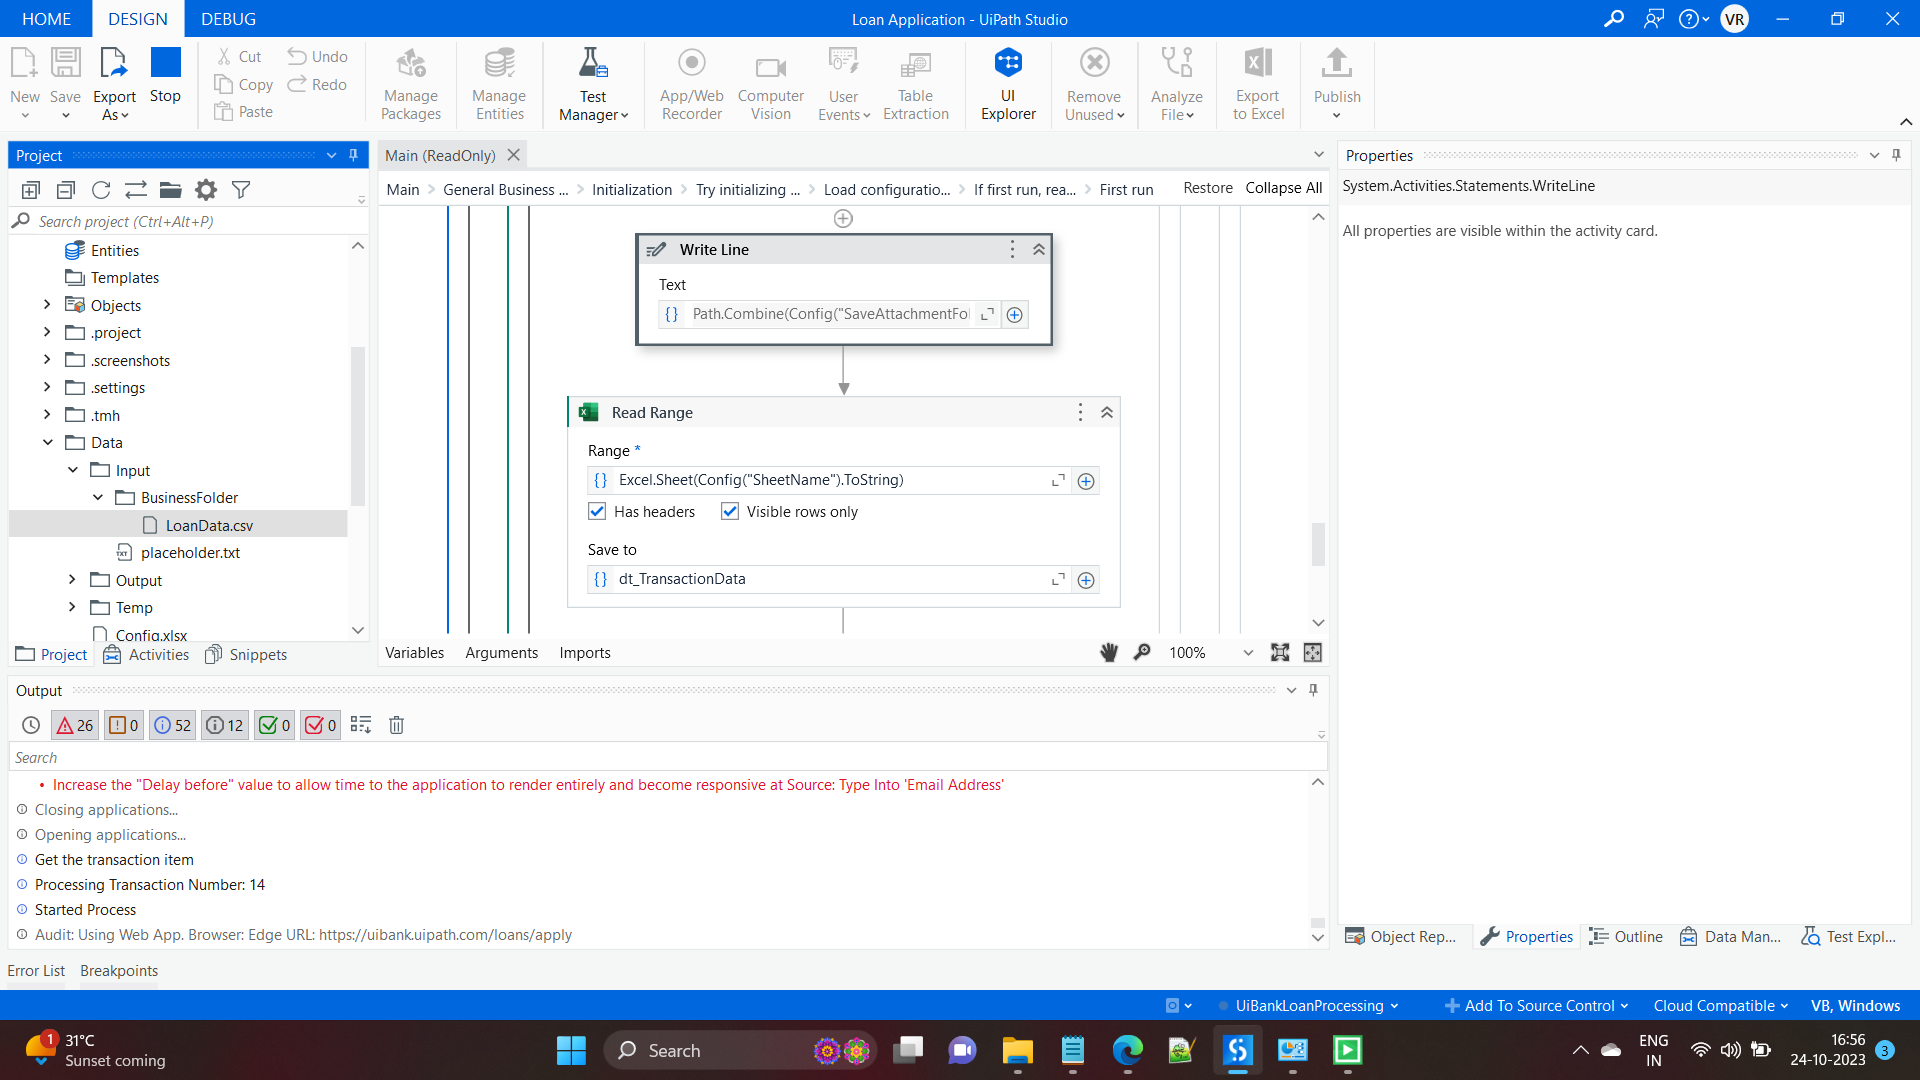 HOME DESIGN DEBUG
Loan Application - UiPath Studio
VR
New Save Export As Stop
Cut Copy Paste
Undo Redo
Manage Packages
Manage Entities
Test Manager
App/Web Recorder
Computer Vision
User Events
Table Extraction
UI Explorer
Remove Unused
Analyze File
Export to Excel
Publish
Project
Search project (Ctrl+Alt+P)
Entities
Templates
Objects
.project
.screenshots
.settings
.tmh
Data
Input
BusinessFolder
LoanData.csv
TXT placeholder.txt
Output
Temp
Config.xlsx
Project Activities Snippets
Main (ReadOnly)
Main > General Business ... > Initialization > Try initializing ... > Load configuratio... > If first run, rea... > First run
Restore Collapse All
Write Line
Text
{} Path.Combine(Config("SaveAttachmentFo
Read Range
Range *
{} Excel.Sheet(Config("SheetName").ToString)
Has headers Visible rows only
Save to
{} dt_TransactionData
Variables Arguments Imports
100%
Properties
System.Activities.Statements.WriteLine
All properties are visible within the activity card.
Output
26 0 52 12 0 0
Search
• Increase the "Delay before" value to allow time to the application to render entirely and become responsive at Source: Type Into 'Email Address'
Closing applications...
Opening applications...
Get the transaction item
Processing Transaction Number: 14
Started Process
Audit: Using Web App. Browser: Edge URL: https://uibank.uipath.com/loans/apply
Object Rep... Properties Outline Data Man... Test Expl...
Error List Breakpoints
UiBankLoanProcessing Add To Source Control Cloud Compatible VB, Windows
1
31°C
Sunset coming
Search
ENG
IN
16:56
24-10-2023
3